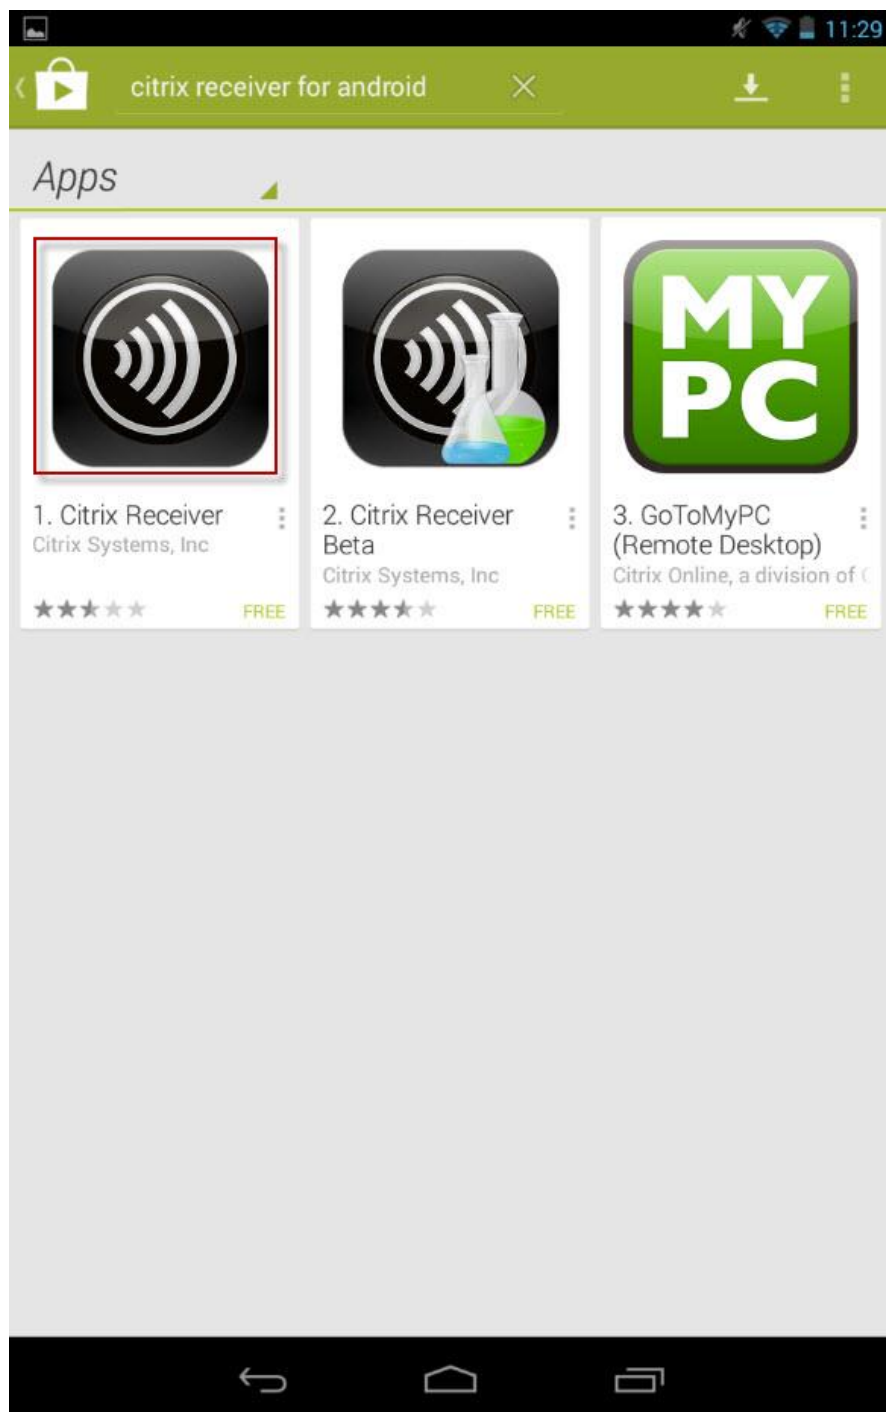 11:29
citrix receiver for android
Apps
MY
PC
1. Citrix Receiver
Citrix Systems, Inc
FREE
2. Citrix Receiver
Beta
Citrix Systems, Inc
FREE
3. GoToMyPC
(Remote Desktop)
Citrix Online, a division of
FREE